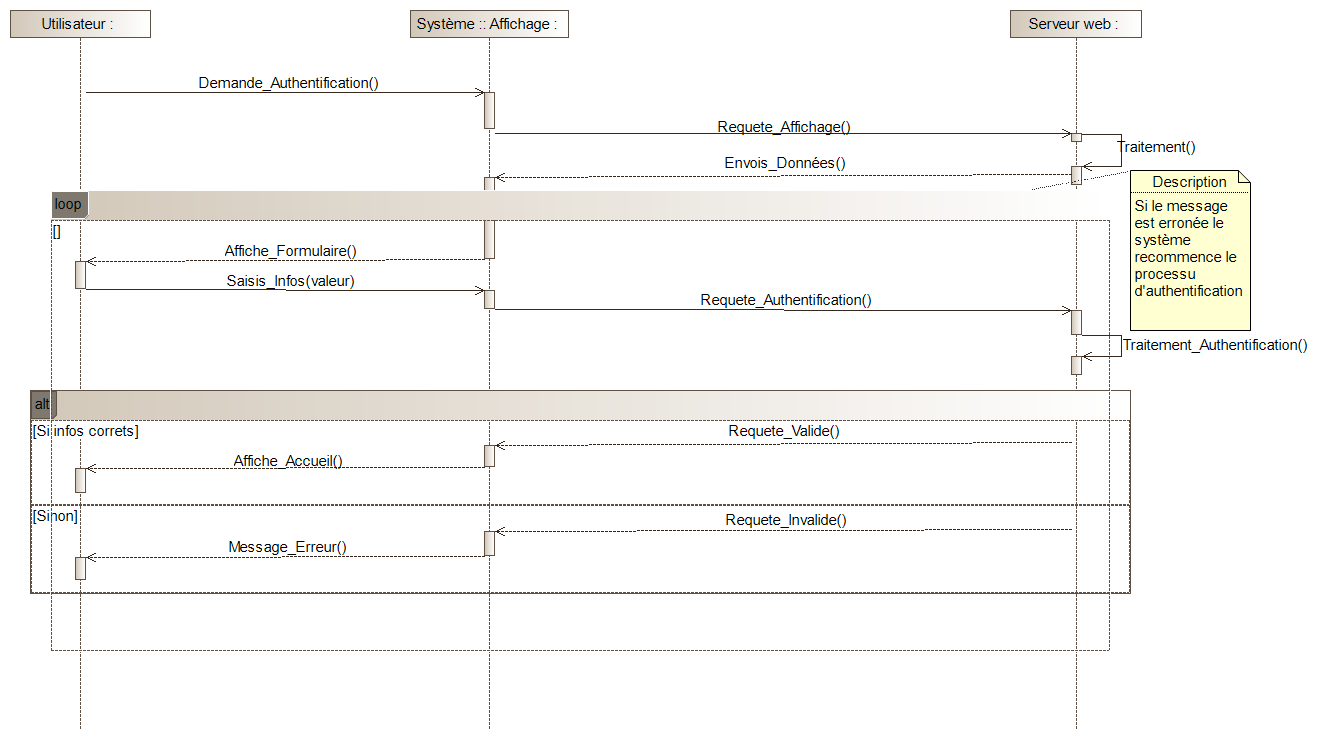 Utilisateur :
Système :: Affichage :
Serveur web :
Demande_Authentification()
Requete_Affichage()
Traitement()
Envois_Données()
Description
Si le message
est erronée le
système
recommence le
processu
d'authentification
loop
[]
Affiche_Formulaire()
Saisis_Infos(valeur)
Requete_Authentification()
Traitement_Authentification()
alt
[Si infos correts]
Requete_Valide()
Affiche_Accueil()
[Sinon]
Requete_Invalide()
Message_Erreur()